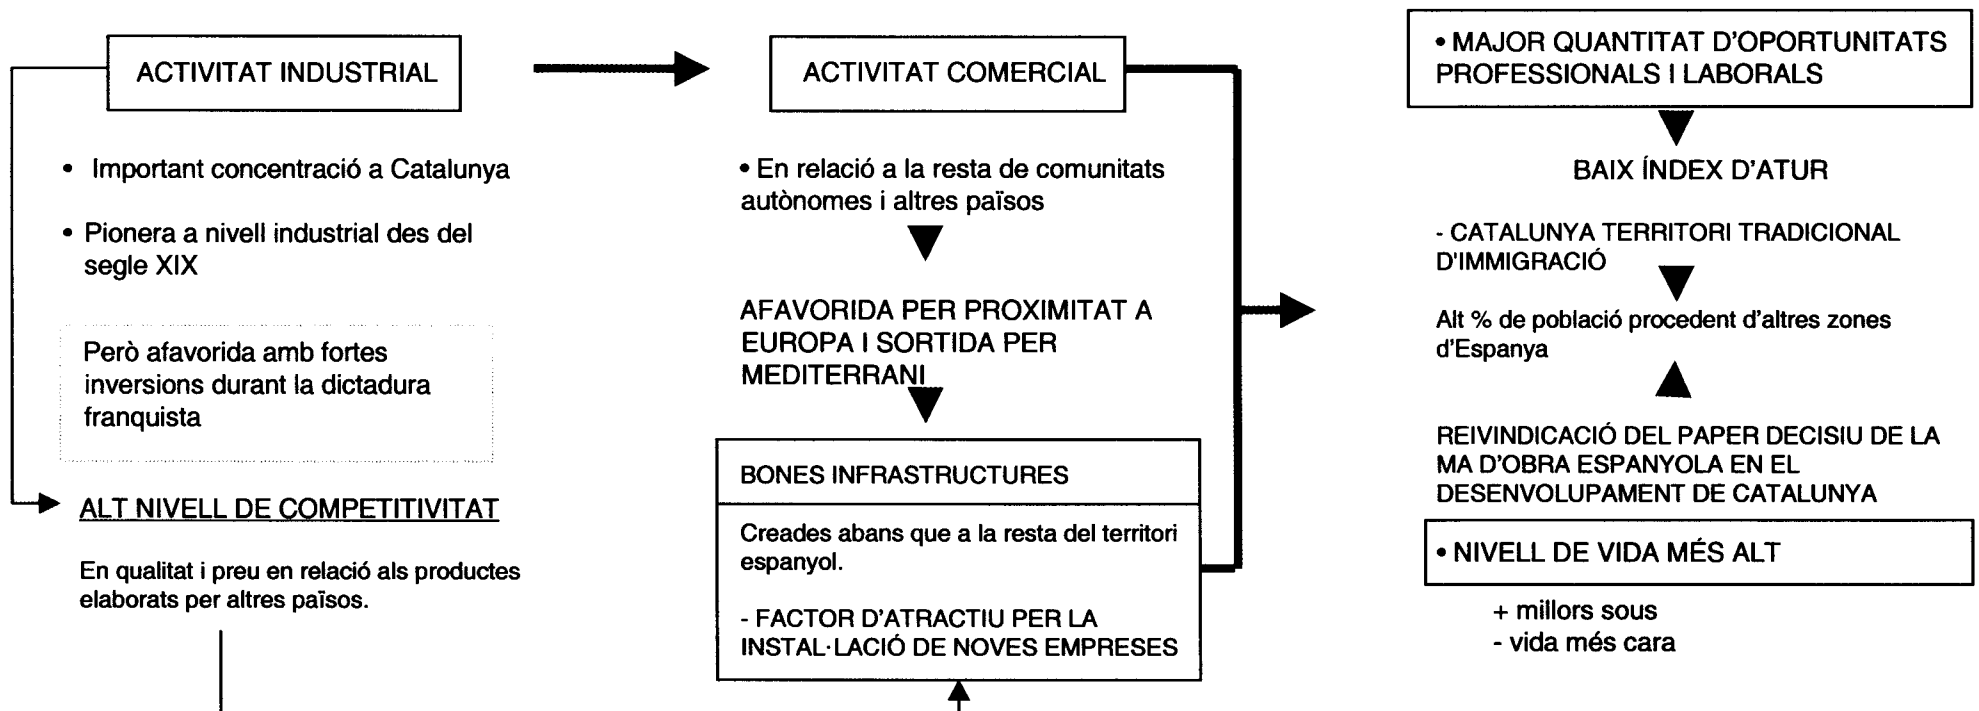 ACTIVITAT INDUSTRIAL
• Important concentració a Catalunya
• Pionera a nivell industrial des del
segle XIX
Però afavorida amb fortes
inversions durant la dictadura
franquista
ALT NIVELL DE COMPETITIVITAT
En qualitat i preu en relació als productes
elaborats per altres països.
ACTIVITAT COMERCIAL
• En relació a la resta de comunitats
autònomes i altres països
AFAVORIDA PER PROXIMITAT A
EUROPA I SORTIDA PER
MEDITERRANI
BONES INFRASTRUCTURES
Creades abans que a la resta del territori
espanyol.
- FACTOR D'ATRACTIU PER LA
INSTAL·LACIÓ DE NOVES EMPRESES
• MAJOR QUANTITAT D'OPORTUNITATS
PROFESSIONALS I LABORALS
BAIX ÍNDEX D'ATUR
- CATALUNYA TERRITORI TRADICIONAL
D'IMMIGRACIÓ
Alt % de població procedent d'altres zones
d'Espanya
REIVINDICACIÓ DEL PAPER DECISIU DE LA
MA D'OBRA ESPANYOLA EN EL
DESENVOLUPAMENT DE CATALUNYA
• NIVELL DE VIDA MÉS ALT
+ millors sous
- vida més cara